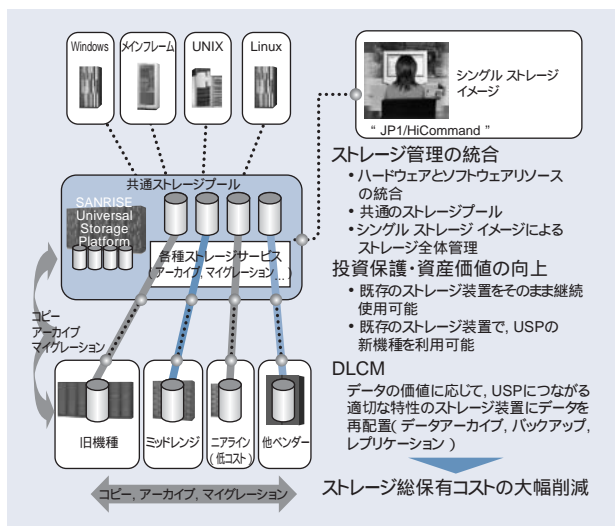 Windows
メインフレーム
UNIX
Linux
シングル ストレージ
イメージ
“ JP1/HiCommand ”
共通ストレージプール
SANRISE
Universal
Storage
Platform
各種ストレージサービス
（アーカイブ, マイグレーション…）
コピー
アーカイブ
マイグレーション
旧機種
ミッドレンジ
ニアライン
（低コスト）
他ベンダー
コピー, アーカイブ, マイグレーション
ストレージ管理の統合
• ハードウェアとソフトウェアリソース
の統合
• 共通のストレージプール
• シングル ストレージ イメージによる
ストレージ全体管理
投資保護・資産価値の向上
• 既存のストレージ装置をそのまま継続
使用可能
• 既存のストレージ装置で, USPの
新機種を利用可能
DLCM
データの価値に応じて, USPにつながる
適切な特性のストレージ装置にデータを
再配置（データアーカイブ, バックアップ,
レプリケーション）
ストレージ総保有コストの大幅削減